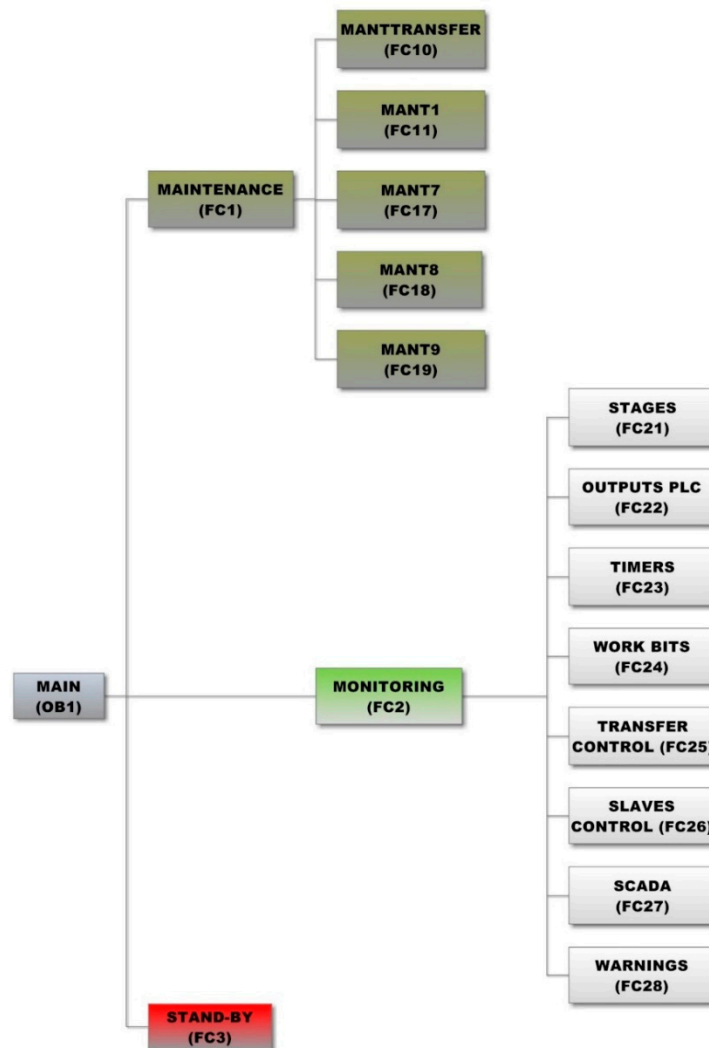 MANTTRANSFER
(FC10)
MANT1
(FC11)
MAINTENANCE
(FC1)
MANT7
(FC17)
MANT8
(FC18)
MANT9
(FC19)
STAGES
(FC21)
OUTPUTS PLC
(FC22)
TIMERS
(FC23)
WORK BITS
(FC24)
MAIN
(OB1)
MONITORING
(FC2)
TRANSFER
CONTROL (FC25)
SLAVES
CONTROL (FC26)
SCADA
(FC27)
WARNINGS
(FC28)
STAND-BY
(FC3)